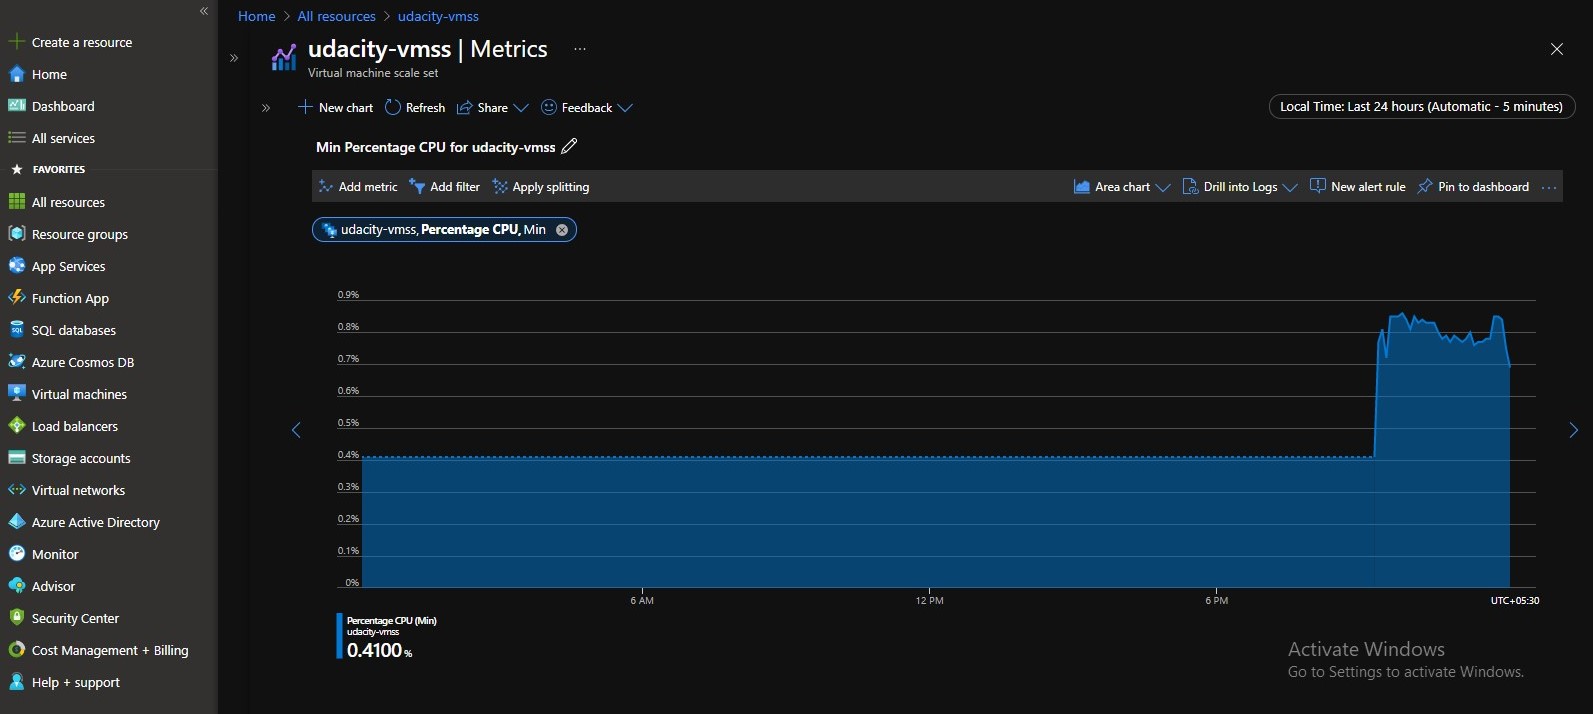 Create a resource
Home
Dashboard
All services
FAVORITES
All resources
Resource groups
App Services
Function App
SQL databases
Azure Cosmos DB
Virtual machines
Load balancers
Storage accounts
Virtual networks
Azure Active Directory
Monitor
Advisor
Security Center
Cost Management + Billing
Help + support
Home > All resources > udacity-vmss
udacity-vmss | Metrics ...
Virtual machine scale set
New chart Refresh Share Feedback
Local Time: Last 24 hours (Automatic - 5 minutes)
Min Percentage CPU for udacity-vmss
Add metric Add filter Apply splitting Area chart Drill into Logs New alert rule Pin to dashboard ...
udacity-vmss, Percentage CPU, Min
0.9%
0.8%
0.7%
0.6%
0.5%
0.4%
0.3%
0.2%
0.1%
0%
6 AM 12 PM 6 PM UTC+05:30
Percentage CPU (Min)
udacity-vmss
0.4100 %
Activate Windows
Go to Settings to activate Windows.